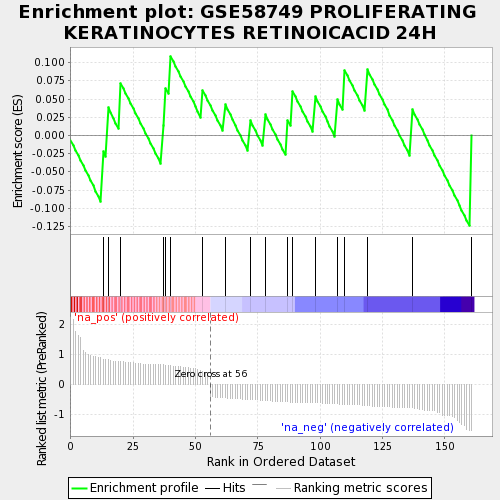 Enrichment plot: GSE58749 PROLIFERATING
KERATINOCYTES RETINOICACID 24H
Enrichment score (ES)
0.100
0.075
0.050
0.025
0.000
-0.025
-0.050
-0.075
-0.100
-0.125
'na_pos' (positively correlated)
Ranked list metric (PreRanked)
2
1
0
-1
Zero cross at 56
'na_neg' (negatively correlated)
0 25 50 75 100 125 150
Rank in Ordered Dataset
Enrichment profile Hits Ranking metric scores